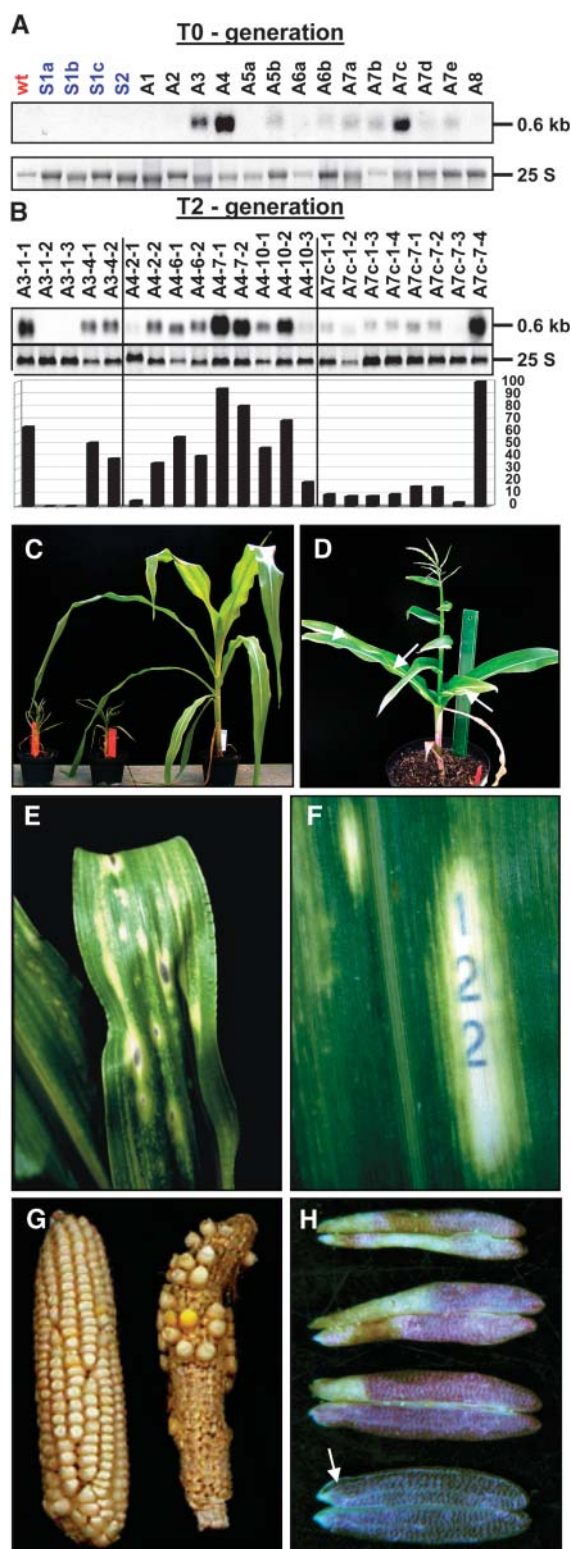 A
T0 - generation
wt S1a S1b S1c S2 A1 A2 A3 A4 A5a A5b A6a A6b A7a A7b A7c A7d A7e A8
0.6 kb
25 S
B
T2 - generation
A3-1-1 A3-1-2 A3-1-3 A3-4-1 A3-4-2 A4-2-1 A4-2-2 A4-6-1 A4-6-2 A4-7-1 A4-7-2 A4-10-1 A4-10-2 A4-10-3 A7c-1-1 A7c-1-2 A7c-1-3 A7c-1-4 A7c-7-1 A7c-7-2 A7c-7-3 A7c-7-4
0.6 kb
25 S
100
90
80
70
60
50
40
30
20
10
0
C
D
E
F
1
2
2
G
H